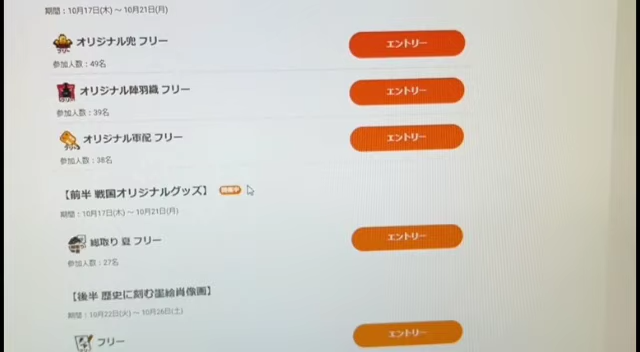 期間：10月17日(木)～10月21日(月)
オリジナル兜 フリー
エントリー
参加人数：49名
オリジナル陣羽織 フリー
エントリー
参加人数：39名
オリジナル軍配 フリー
エントリー
参加人数：38名
【前半 戦国オリジナルグッズ】 開催中
期間：10月17日(木)～10月21日(月)
総取り 夏 フリー
エントリー
参加人数：27名
【後半 歴史に刻む墨絵肖像画】
期間：10月22日(火)～10月26日(土)
フリー
エントリー